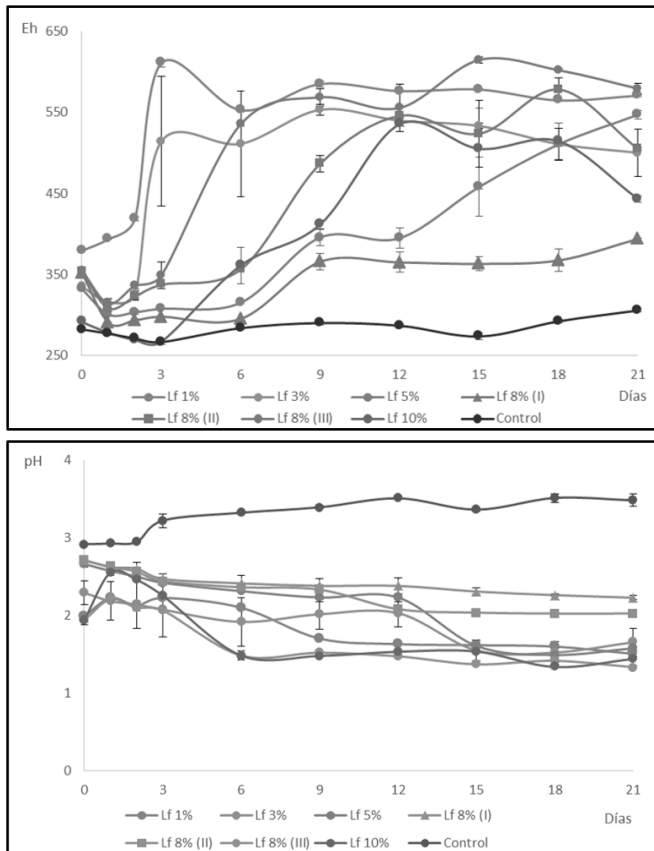 Eh
650
550
450
350
250
0 3 6 9 12 15 18 21
Lf 1% Lf 3% Lf 5% Lf 8% (I) Días
Lf 8% (II) Lf 8% (III) Lf 10% Control
pH
4
3
2
1
0
0 3 6 9 12 15 18 21
Lf 1% Lf 3% Lf 5% Lf 8% (I) Días
Lf 8% (II) Lf 8% (III) Lf 10% Control